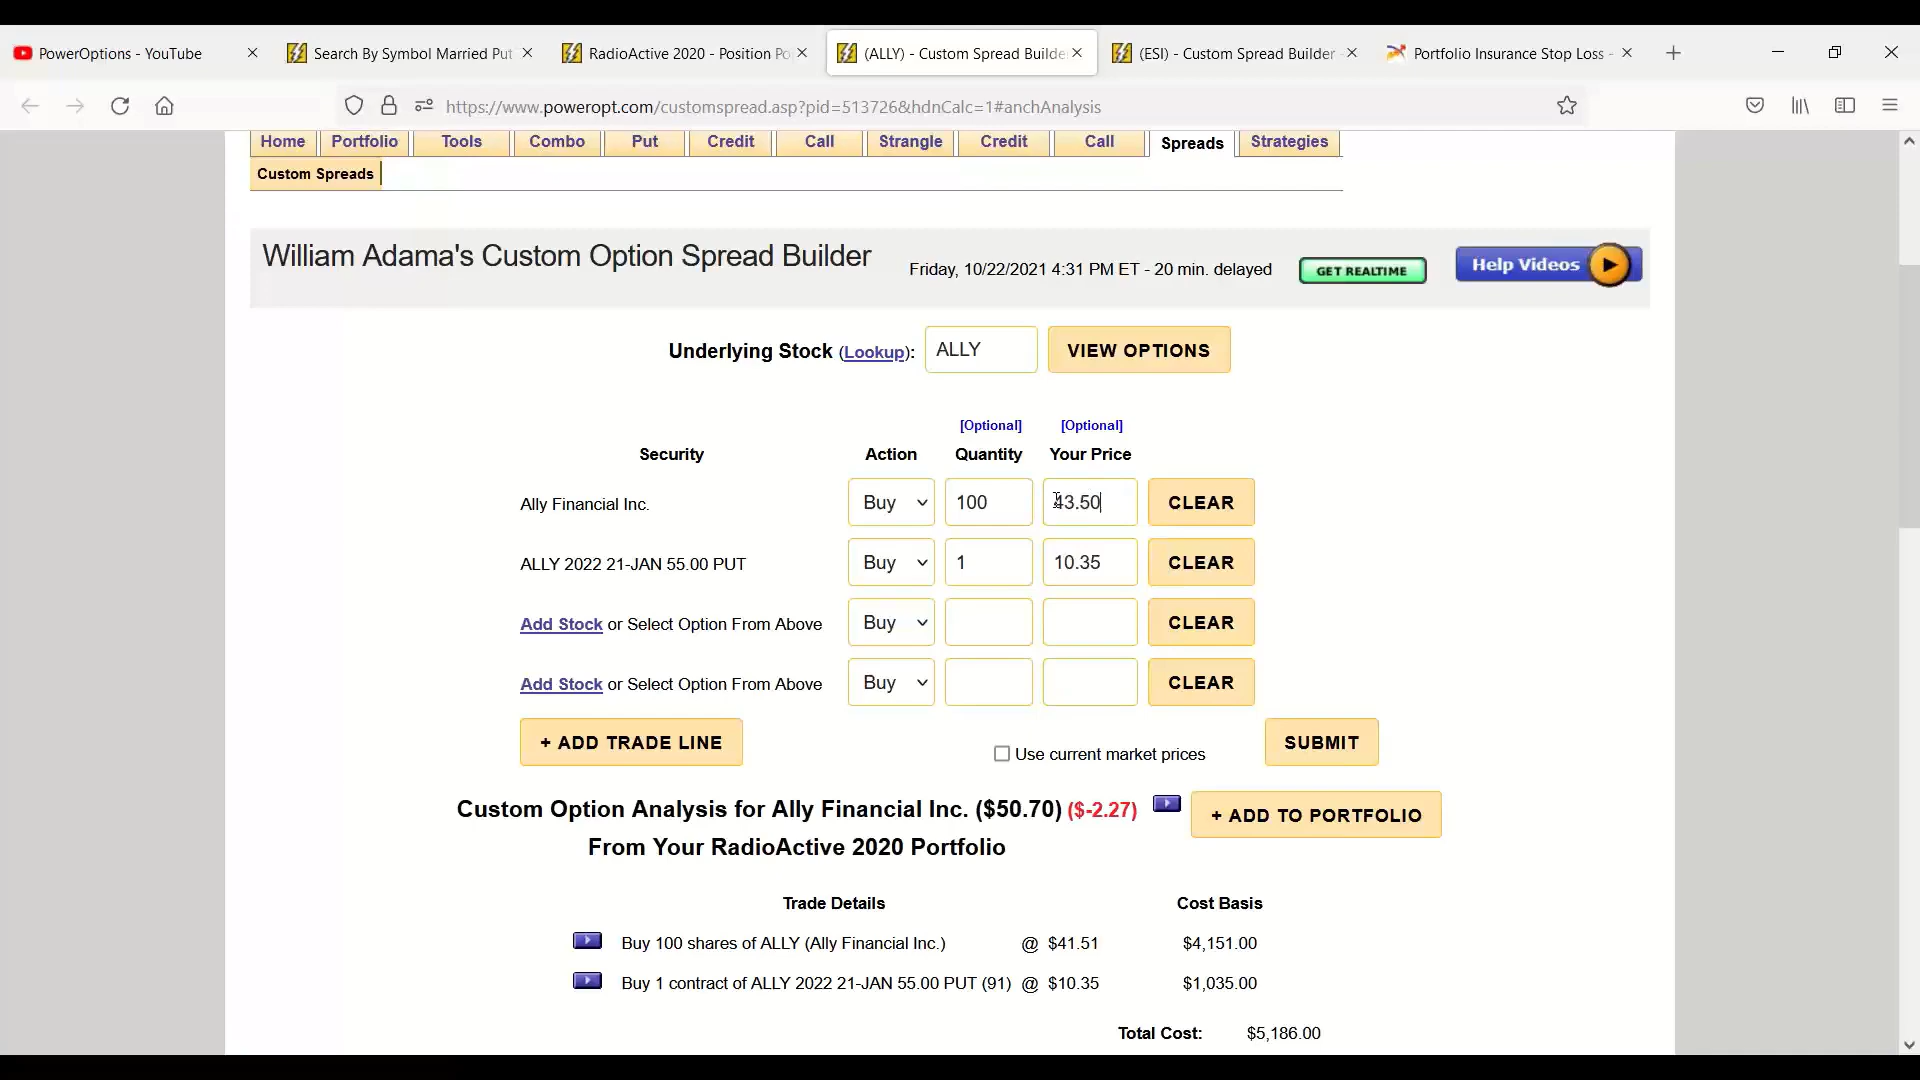 PowerOptions - YouTube
Search By Symbol Married Put
RadioActive 2020 - Position Po
(ALLY) - Custom Spread Builde
(ESI) - Custom Spread Builder
Portfolio Insurance Stop Loss -
https://www.poweropt.com/customspread.asp?pid=513726&hdnCalc=1#anchAnalysis
Home Portfolio Tools Combo Put Credit Call Strangle Credit Call Spreads Strategies
Custom Spreads
William Adama's Custom Option Spread Builder
Friday, 10/22/2021 4:31 PM ET - 20 min. delayed
GET REALTIME
Help Videos
Underlying Stock (Lookup): ALLY VIEW OPTIONS
[Optional] [Optional]
Security Action Quantity Your Price
Ally Financial Inc. Buy 100 43.50 CLEAR
ALLY 2022 21-JAN 55.00 PUT Buy 1 10.35 CLEAR
Add Stock or Select Option From Above Buy CLEAR
Add Stock or Select Option From Above Buy CLEAR
+ ADD TRADE LINE Use current market prices SUBMIT
Custom Option Analysis for Ally Financial Inc. ($50.70) ($-2.27)
+ ADD TO PORTFOLIO
From Your RadioActive 2020 Portfolio
Trade Details Cost Basis
Buy 100 shares of ALLY (Ally Financial Inc.) @ $41.51 $4,151.00
Buy 1 contract of ALLY 2022 21-JAN 55.00 PUT (91) @ $10.35 $1,035.00
Total Cost: $5,186.00